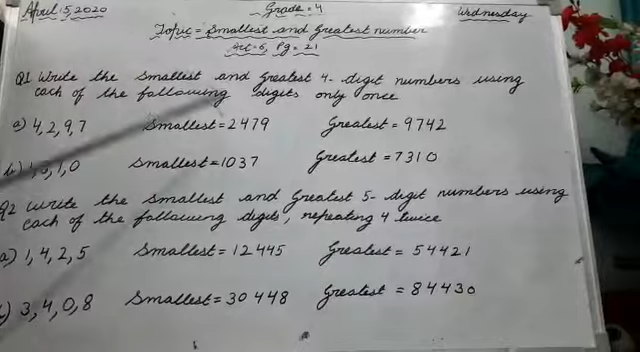 April,15,2020 Grade = 4 Wednesday
Topic = Smallest and Greatest number
Act = 6, Pg = 21
Q1 Write the smallest and greatest 4-digit numbers using
each of the following digits only once
a) 4,2,9,7 Smallest = 2479 Greatest = 9742
1,0 Smallest = 1037 Greatest = 7310
Q2 Write the smallest and Greatest 5-digit numbers using
each of the following digits, repeating 4 twice
a) 1,4,2,5 Smallest = 12445 Greatest = 54421
3,4,0,8 Smallest = 30448 Greatest = 84430